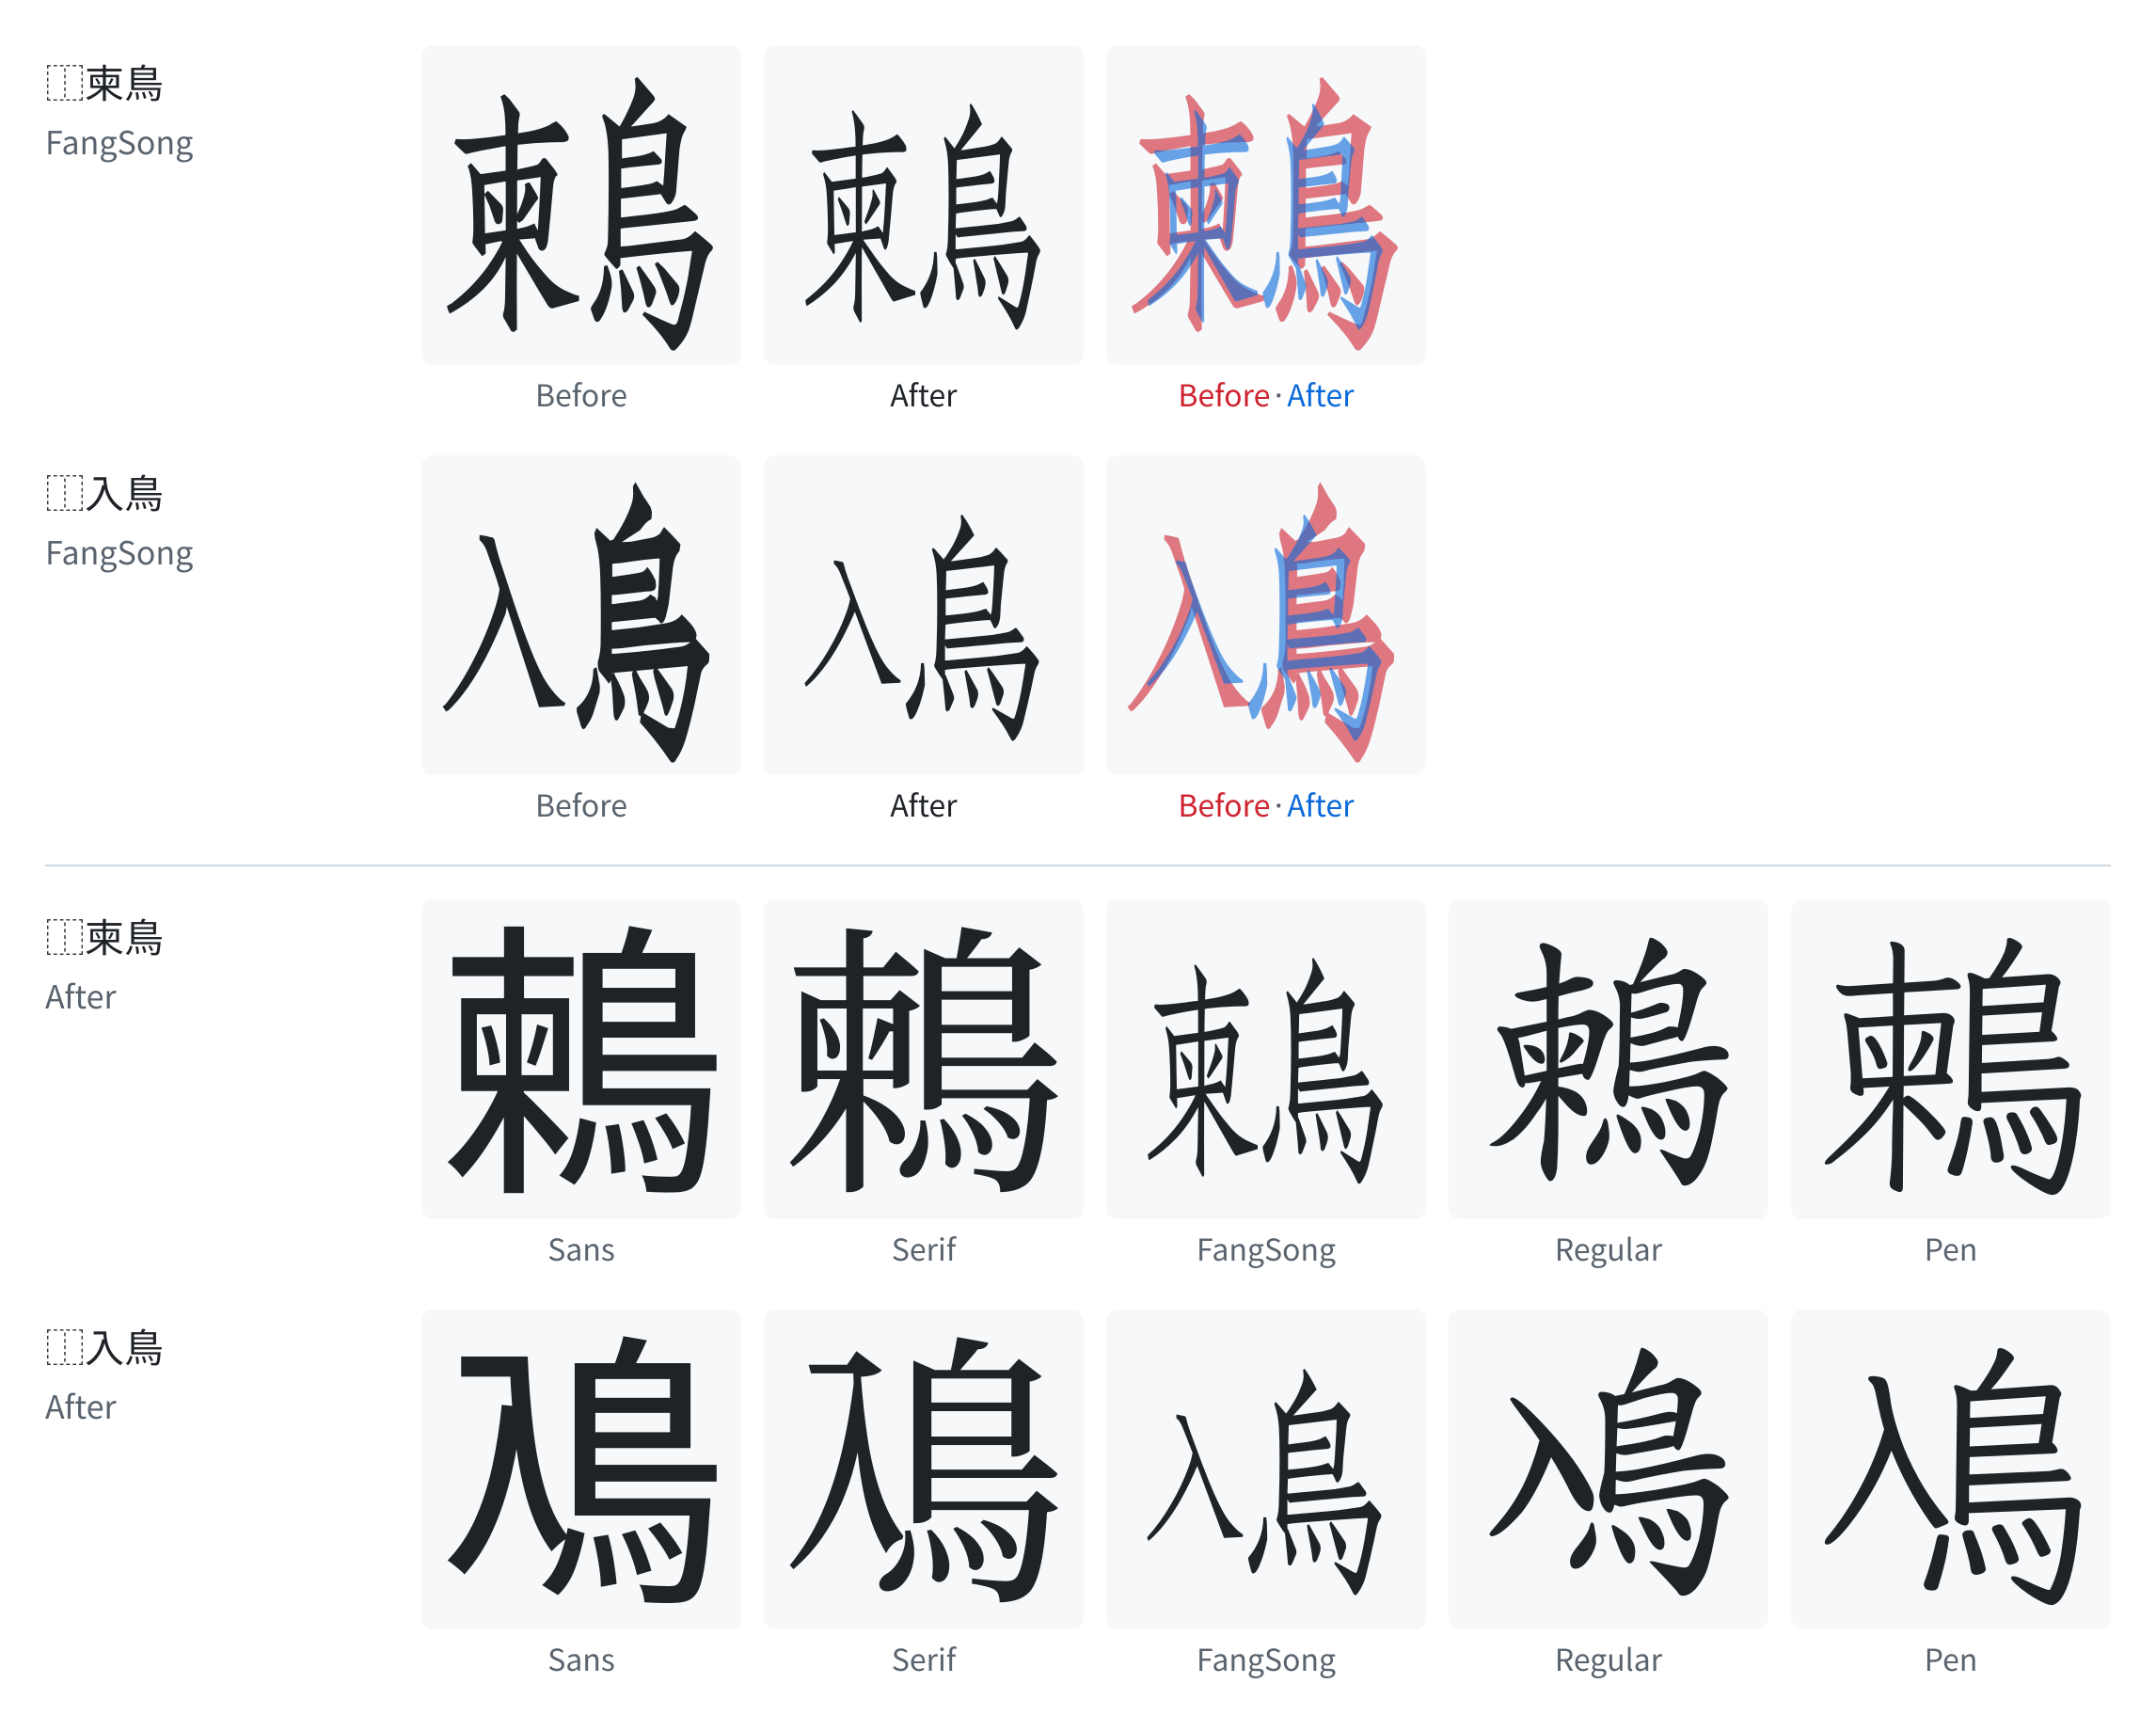 ⿰柬鳥
FangSong
Before
After
Before · After
⿰入鳥
FangSong
Before
After
Before · After
⿰柬鳥
After
Sans
Serif
FangSong
Regular
Pen
⿰入鳥
After
Sans
Serif
FangSong
Regular
Pen